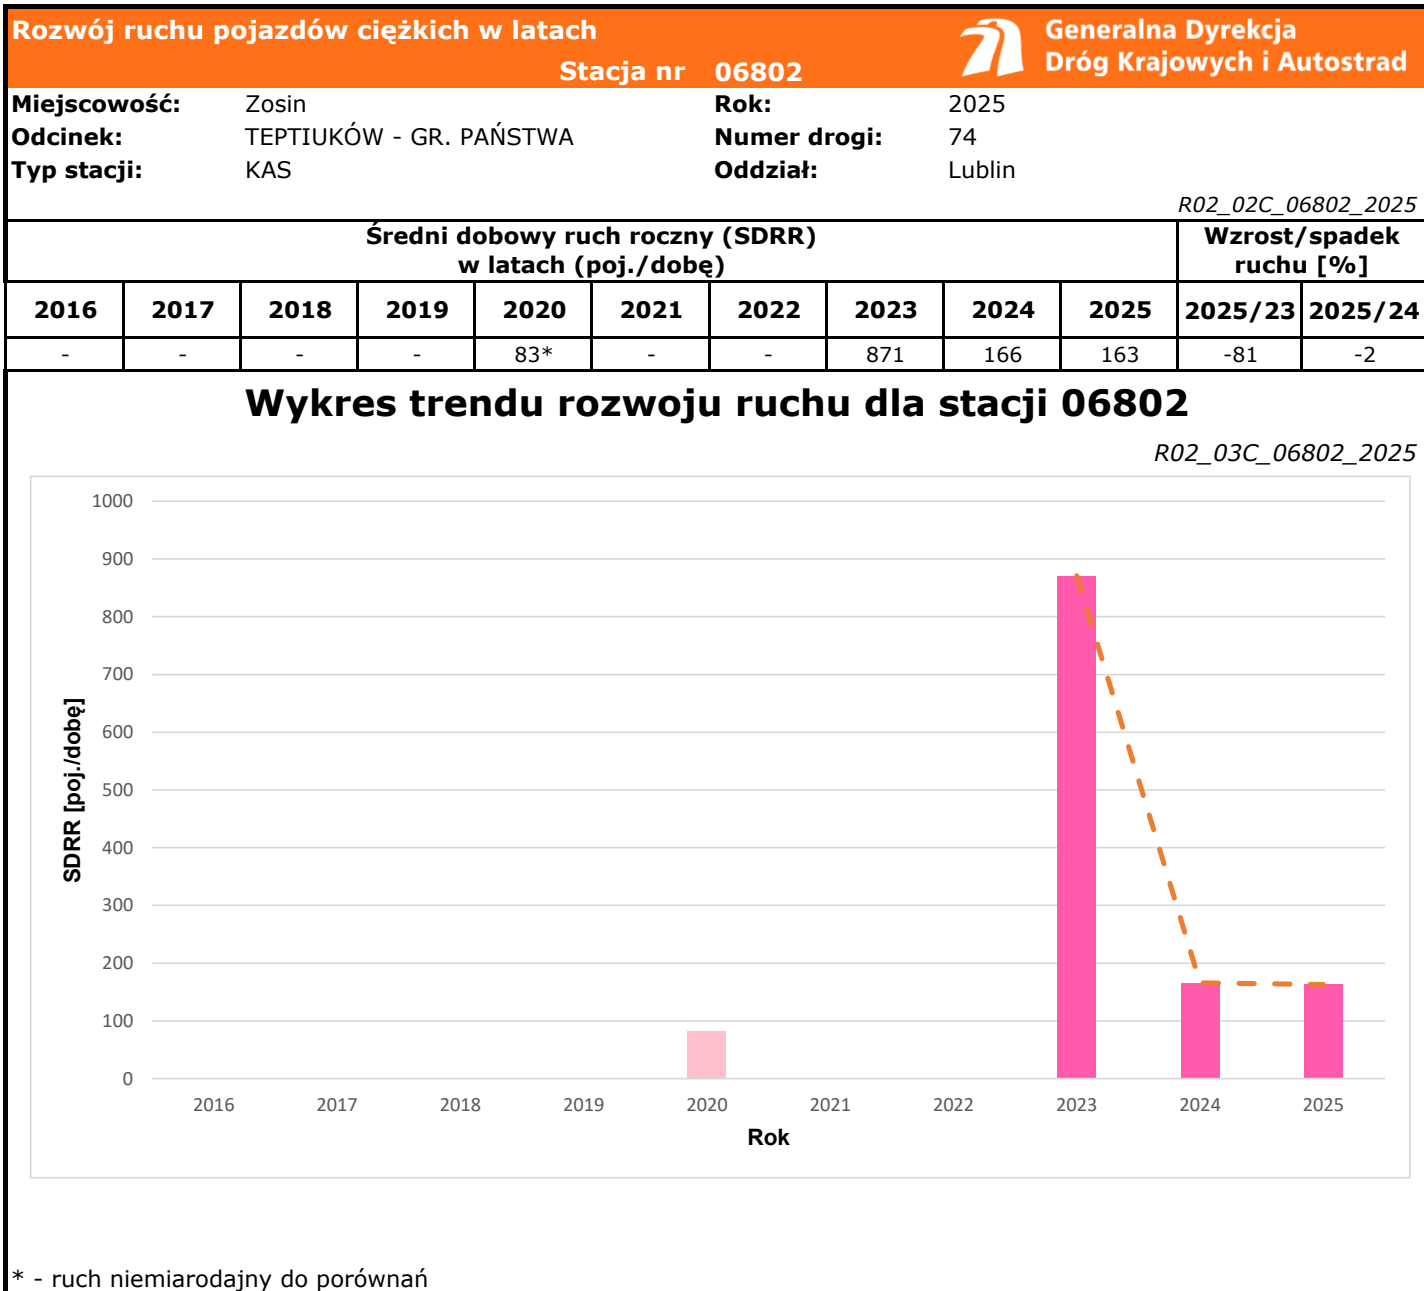 Rozwój ruchu pojazdów ciężkich w latach
Stacja nr 06802
Generalna Dyrekcja
Dróg Krajowych i Autostrad
Miejscowość: Zosin Rok: 2025
Odcinek: TEPTIUKÓW - GR. PAŃSTWA Numer drogi: 74
Typ stacji: KAS Oddział: Lublin
R02_02C_06802_2025
Średni dobowy ruch roczny (SDRR)
w latach (poj./dobę)
Wzrost/spadek
ruchu [%]
2016 2017 2018 2019 2020 2021 2022 2023 2024 2025 2025/23 2025/24
- - - - 83* - - 871 166 163 -81 -2
Wykres trendu rozwoju ruchu dla stacji 06802
R02_03C_06802_2025
1000
900
800
700
600
500
400
300
200
100
0
SDRR [poj./dobę]
2016 2017 2018 2019 2020 2021 2022 2023 2024 2025
Rok
* - ruch niemiarodajny do porównań